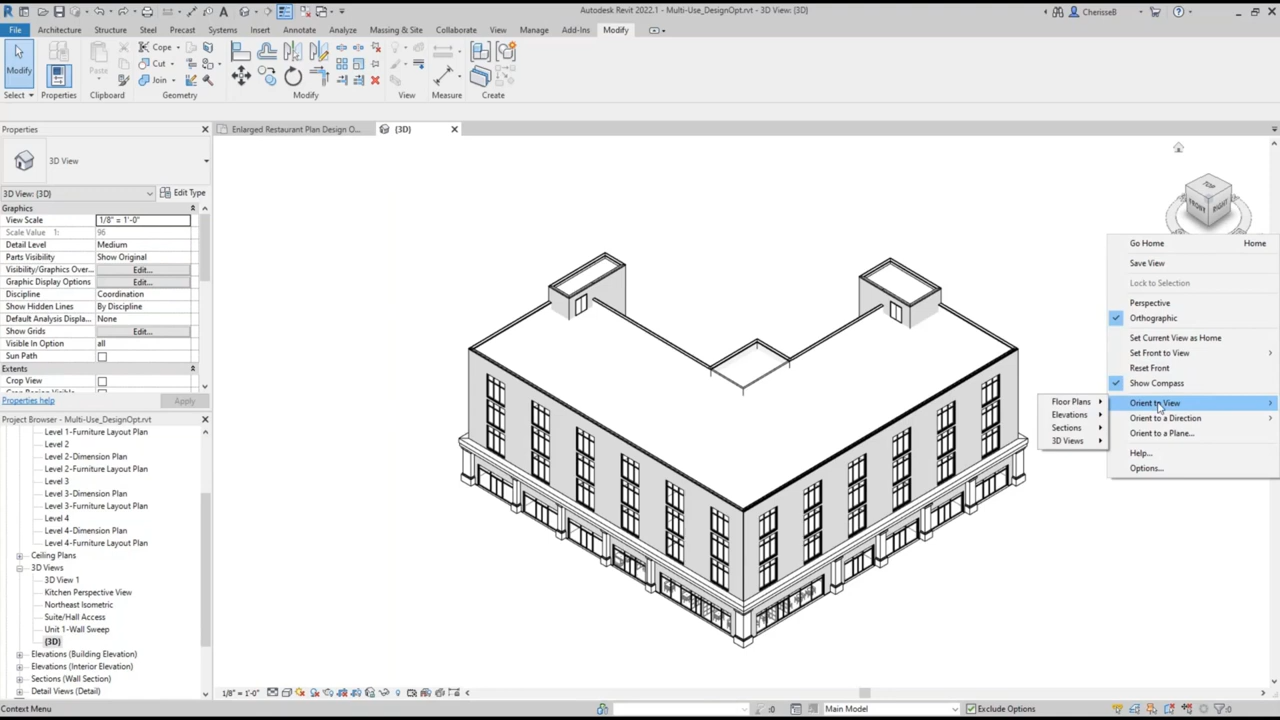 Autodesk Revit 2022.1 - Multi-Use_DesignOpt.rvt - 3D View: {3D}
CherisseB
File Architecture Structure Steel Precast Systems Insert Annotate Analyze Massing & Site Collaborate View Manage Add-Ins Modify
Modify
Paste
Cope
Cut
Join
Select Properties Clipboard Geometry Modify View Measure Create
Properties
Enlarged Restaurant Plan Design O...
{3D}
3D View
3D View: {3D}
Edit Type
Graphics
View Scale 1/8" = 1'-0"
Scale Value 1: 96
Detail Level Medium
Parts Visibility Show Original
Visibility/Graphics Over... Edit...
Graphic Display Options Edit...
Discipline Coordination
Show Hidden Lines By Discipline
Default Analysis Displa... None
Show Grids Edit...
Visible In Option all
Sun Path
Extents
Crop View
Properties help
Apply
Project Browser - Multi-Use_DesignOpt.rvt
Level 1-Furniture Layout Plan
Level 2
Level 2-Dimension Plan
Level 2-Furniture Layout Plan
Level 3
Level 3-Dimension Plan
Level 3-Furniture Layout Plan
Level 4
Level 4-Dimension Plan
Level 4-Furniture Layout Plan
Ceiling Plans
3D Views
3D View 1
Kitchen Perspective View
Northeast Isometric
Suite/Hall Access
Unit 1-Wall Sweep
{3D}
Elevations (Building Elevation)
Elevations (Interior Elevation)
Sections (Wall Section)
Detail Views (Detail)
TOP
FRONT
RIGHT
Go Home Home
Save View
Lock to Selection
Perspective
Orthographic
Set Current View as Home
Set Front to View
Reset Front
Show Compass
Orient to View
Orient to a Direction
Orient to a Plane...
Help...
Options...
Floor Plans
Elevations
Sections
3D Views
1/8" = 1'-0"
Context Menu
:0
Main Model
Exclude Options
:0